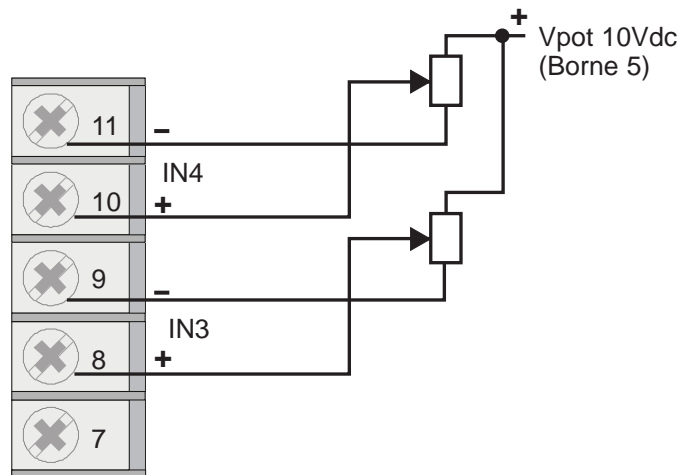 +
Vpot 10Vdc
(Borne 5)
11 –
IN4
10 +
9 –
IN3
8 +
7